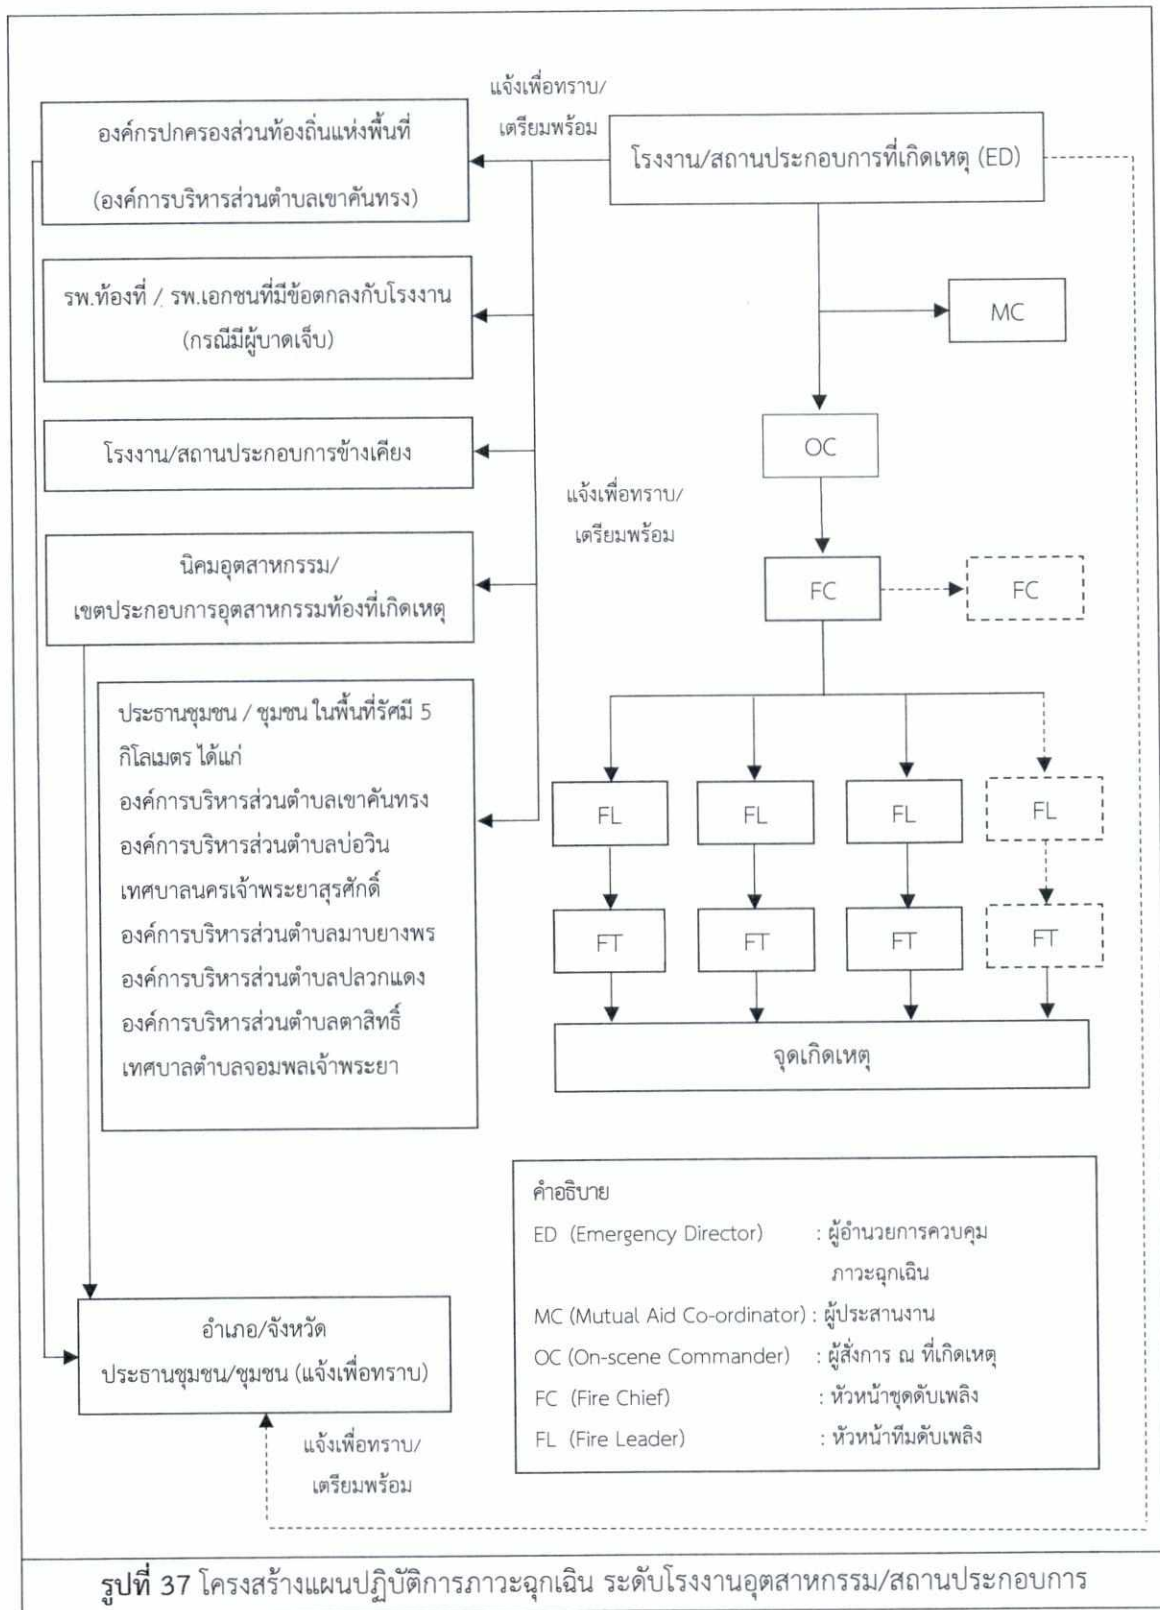 แจ้งเพื่อทราบ/
เตรียมพร้อม
องค์กรปกครองส่วนท้องถิ่นแห่งพื้นที่
(องค์การบริหารส่วนตำบลเขาคันทรง)
โรงงาน/สถานประกอบการที่เกิดเหตุ (ED)
รพ.ท้องที่ / รพ.เอกชนที่มีข้อตกลงกับโรงงาน
(กรณีมีผู้บาดเจ็บ)
MC
โรงงาน/สถานประกอบการข้างเคียง
OC
แจ้งเพื่อทราบ/
เตรียมพร้อม
นิคมอุตสาหกรรม/
เขตประกอบการอุตสาหกรรมท้องที่เกิดเหตุ
FC
FC
ประธานชุมชน / ชุมชน ในพื้นที่รัศมี 5
กิโลเมตร ได้แก่
องค์การบริหารส่วนตำบลเขาคันทรง
องค์การบริหารส่วนตำบลบ่อวิน
เทศบาลนครเจ้าพระยาสุรศักดิ์
องค์การบริหารส่วนตำบลมาบยางพร
องค์การบริหารส่วนตำบลปลวกแดง
องค์การบริหารส่วนตำบลตาสิทธิ์
เทศบาลตำบลจอมพลเจ้าพระยา
FL FL FL FL
FT FT FT FT
จุดเกิดเหตุ
คำอธิบาย
ED (Emergency Director) : ผู้อำนวยการควบคุม
ภาวะฉุกเฉิน
MC (Mutual Aid Co-ordinator) : ผู้ประสานงาน
OC (On-scene Commander) : ผู้สั่งการ ณ ที่เกิดเหตุ
FC (Fire Chief) : หัวหน้าชุดดับเพลิง
FL (Fire Leader) : หัวหน้าทีมดับเพลิง
อำเภอ/จังหวัด
ประธานชุมชน/ชุมชน (แจ้งเพื่อทราบ)
แจ้งเพื่อทราบ/
เตรียมพร้อม
รูปที่ 37 โครงสร้างแผนปฏิบัติการภาวะฉุกเฉิน ระดับโรงงานอุตสาหกรรม/สถานประกอบการ